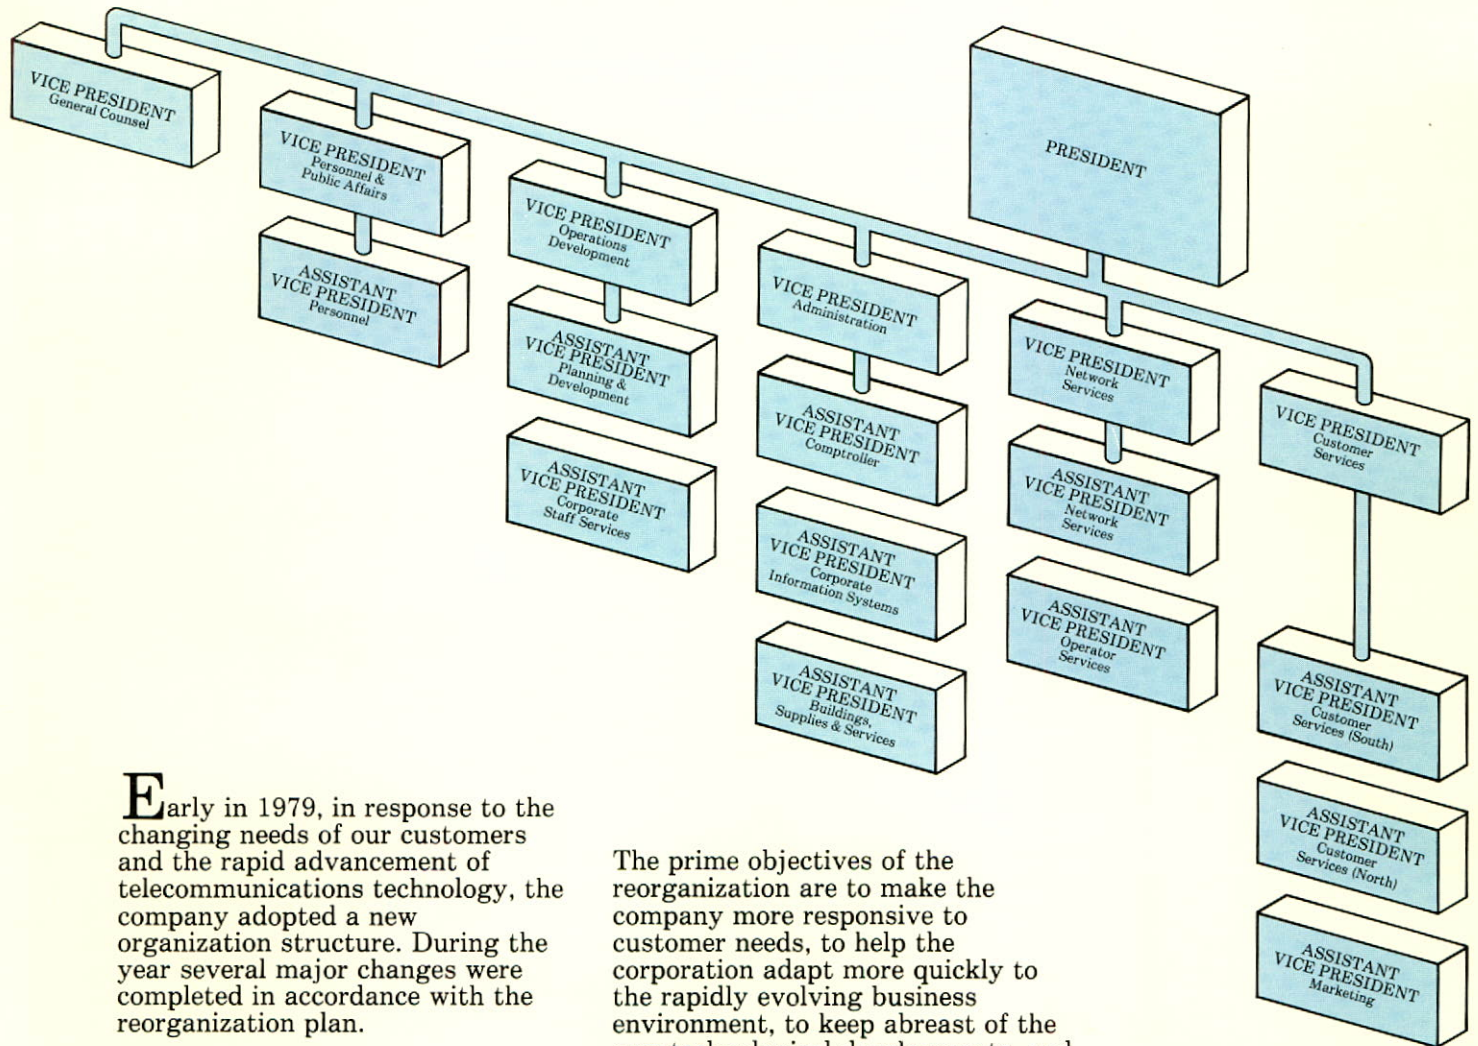 VICE PRESIDENT
General Counsel
VICE PRESIDENT
Personnel &
Public Affairs
ASSISTANT
VICE PRESIDENT
Personnel
VICE PRESIDENT
Operations
Development
ASSISTANT
VICE PRESIDENT
Planning &
Development
ASSISTANT
VICE PRESIDENT
Corporate
Staff Services
VICE PRESIDENT
Administration
ASSISTANT
VICE PRESIDENT
Comptroller
ASSISTANT
VICE PRESIDENT
Corporate
Information Systems
ASSISTANT
VICE PRESIDENT
Buildings,
Supplies & Services
PRESIDENT
VICE PRESIDENT
Network
Services
ASSISTANT
VICE PRESIDENT
Network
Services
ASSISTANT
VICE PRESIDENT
Operator
Services
VICE PRESIDENT
Customer
Services
ASSISTANT
VICE PRESIDENT
Customer
Services (South)
ASSISTANT
VICE PRESIDENT
Customer
Services (North)
ASSISTANT
VICE PRESIDENT
Marketing
Early in 1979, in response to the
changing needs of our customers
and the rapid advancement of
telecommunications technology, the
company adopted a new
organization structure. During the
year several major changes were
completed in accordance with the
reorganization plan.
The prime objectives of the
reorganization are to make the
company more responsive to
customer needs, to help the
corporation adapt more quickly to
the rapidly evolving business
environment, to keep abreast of the